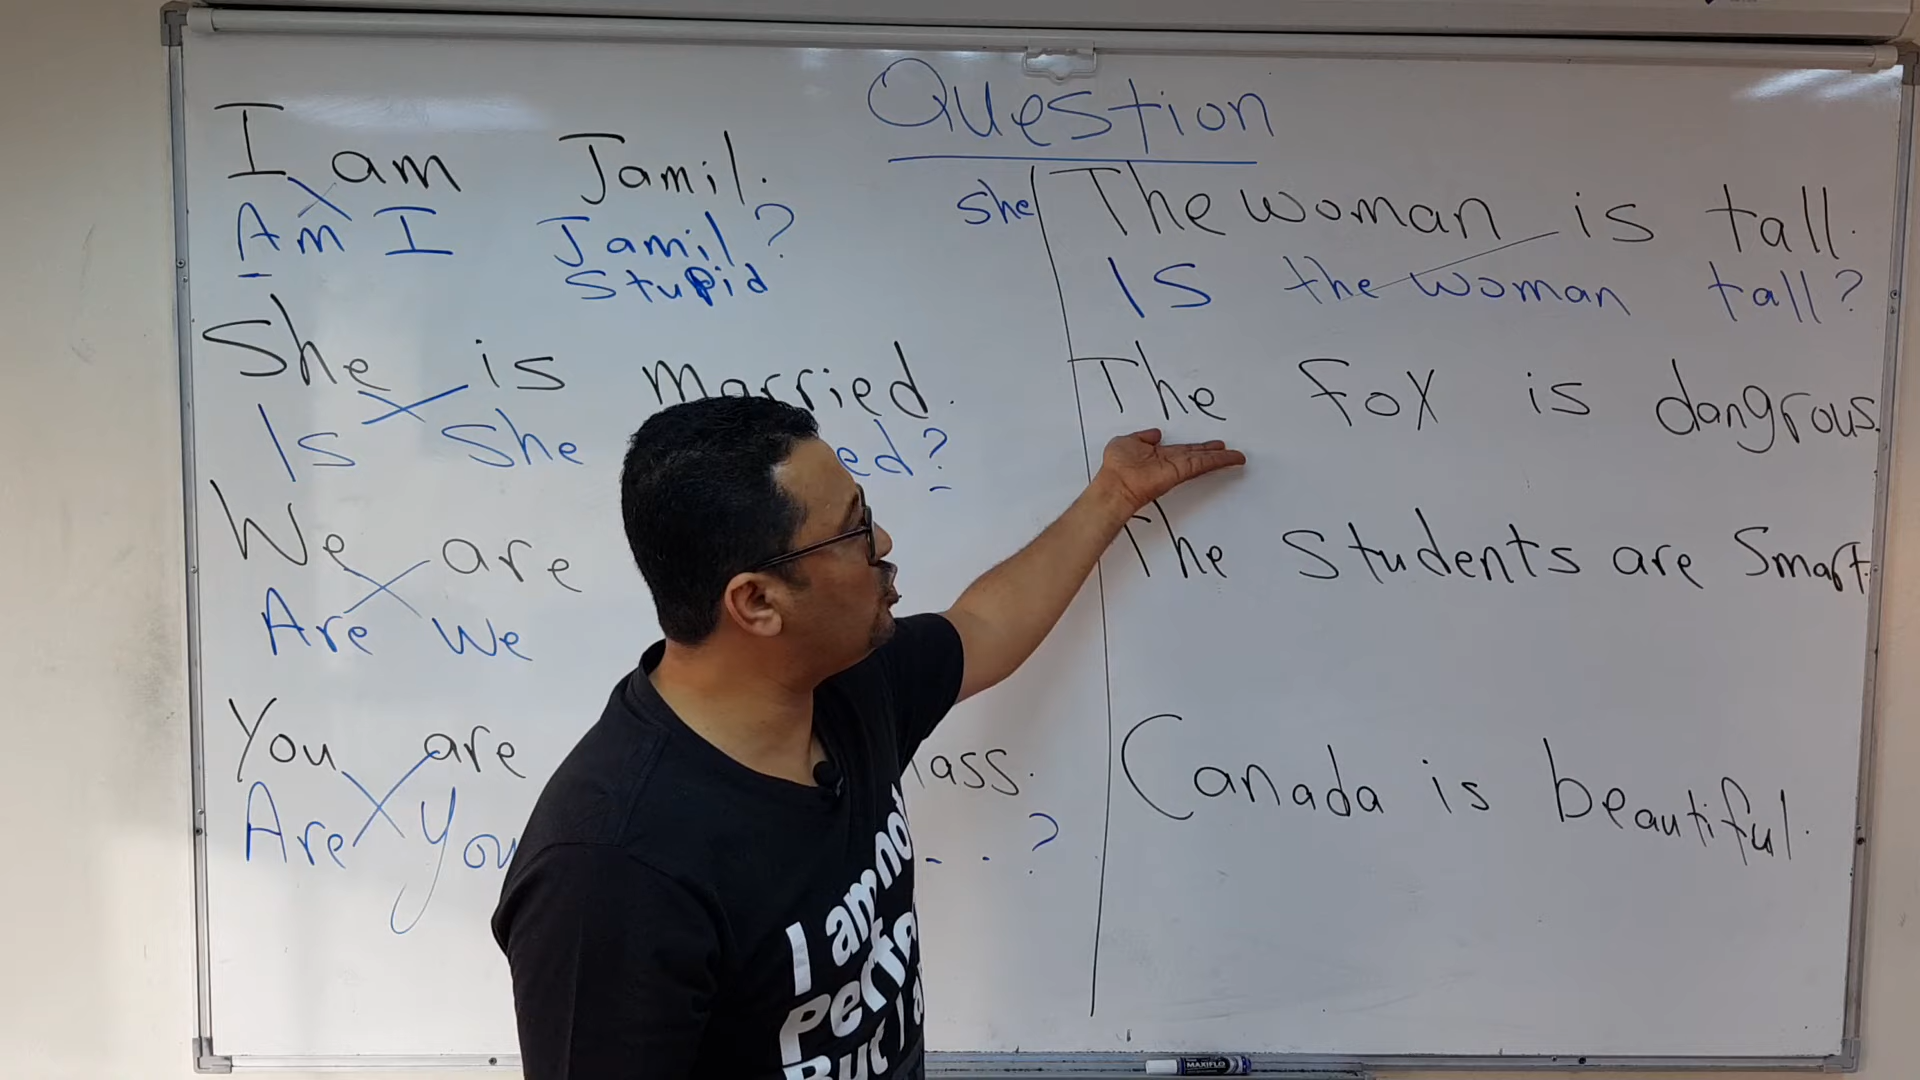 Question
I am Jamil.
Am I Jamil?
Stupid
She is married.
Is she ed?
We are
Are we
You are lass.
Are you . . ?
she
The woman is tall.
Is the woman tall?
The Fox is dangrous.
The Students are Smart.
Canada is beautiful.
I am not
Perfe
But I a
MAXIFLO